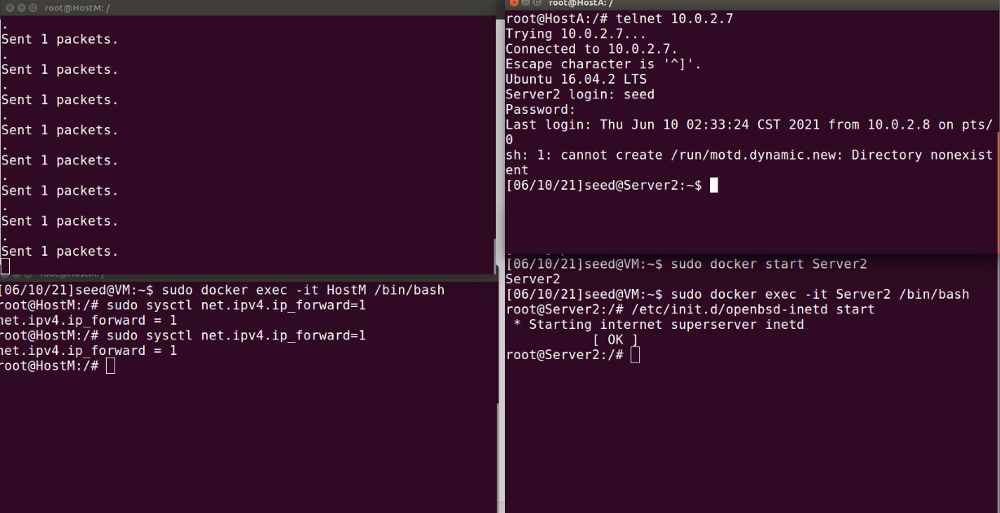 root@HostM: /
.
Sent 1 packets.
.
Sent 1 packets.
.
Sent 1 packets.
.
Sent 1 packets.
.
Sent 1 packets.
.
Sent 1 packets.
.
Sent 1 packets.
.
Sent 1 packets.
root@HostM: /
[06/10/21]seed@VM:~$ sudo docker exec -it HostM /bin/bash
root@HostM:/# sudo sysctl net.ipv4.ip_forward=1
net.ipv4.ip_forward = 1
root@HostM:/# sudo sysctl net.ipv4.ip_forward=1
net.ipv4.ip_forward = 1
root@HostM:/#
root@HostA: /
root@HostA:/# telnet 10.0.2.7
Trying 10.0.2.7...
Connected to 10.0.2.7.
Escape character is '^]'.
Ubuntu 16.04.2 LTS
Server2 login: seed
Password:
Last login: Thu Jun 10 02:33:24 CST 2021 from 10.0.2.8 on pts/
0
sh: 1: cannot create /run/motd.dynamic.new: Directory nonexist
ent
[06/10/21]seed@Server2:~$
[06/10/21]seed@VM:~$ sudo docker start Server2
Server2
[06/10/21]seed@VM:~$ sudo docker exec -it Server2 /bin/bash
root@Server2:/# /etc/init.d/openbsd-inetd start
* Starting internet superserver inetd
[ OK ]
root@Server2:/#